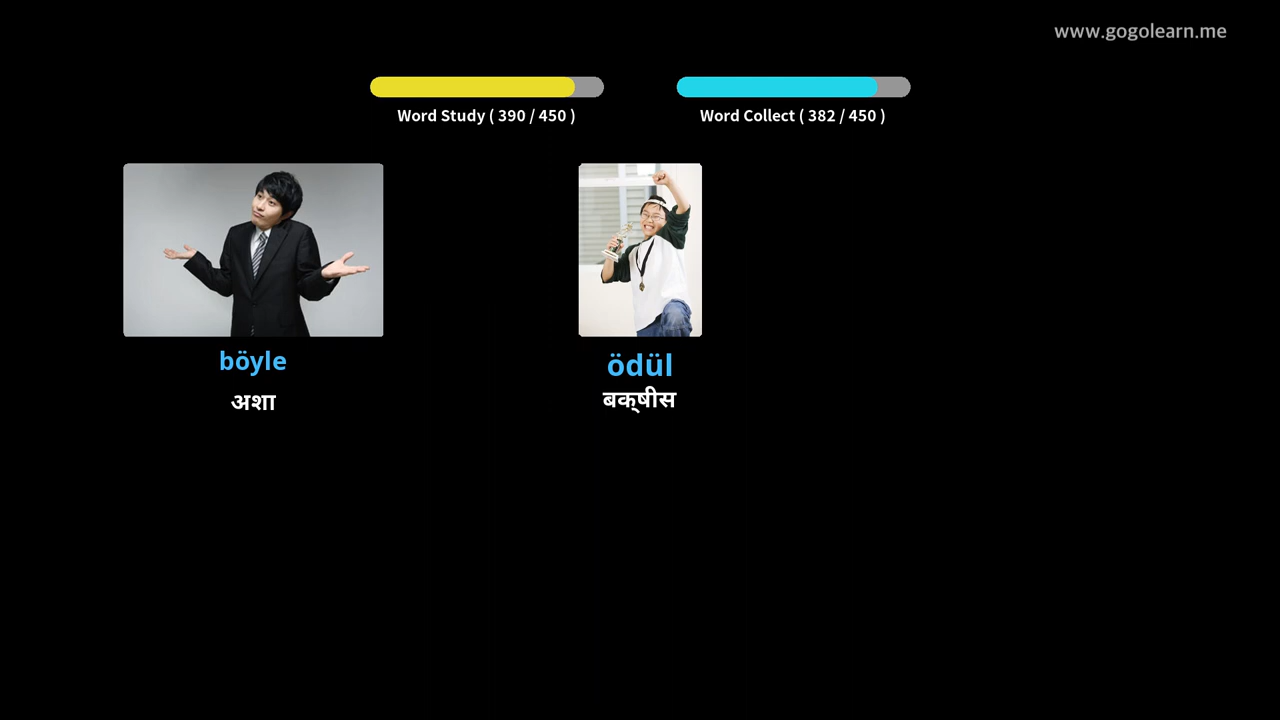 www.gogolearn.me
Word Study ( 390 / 450 )
Word Collect ( 382 / 450 )
böyle
अशा
ödül
बक्षीस